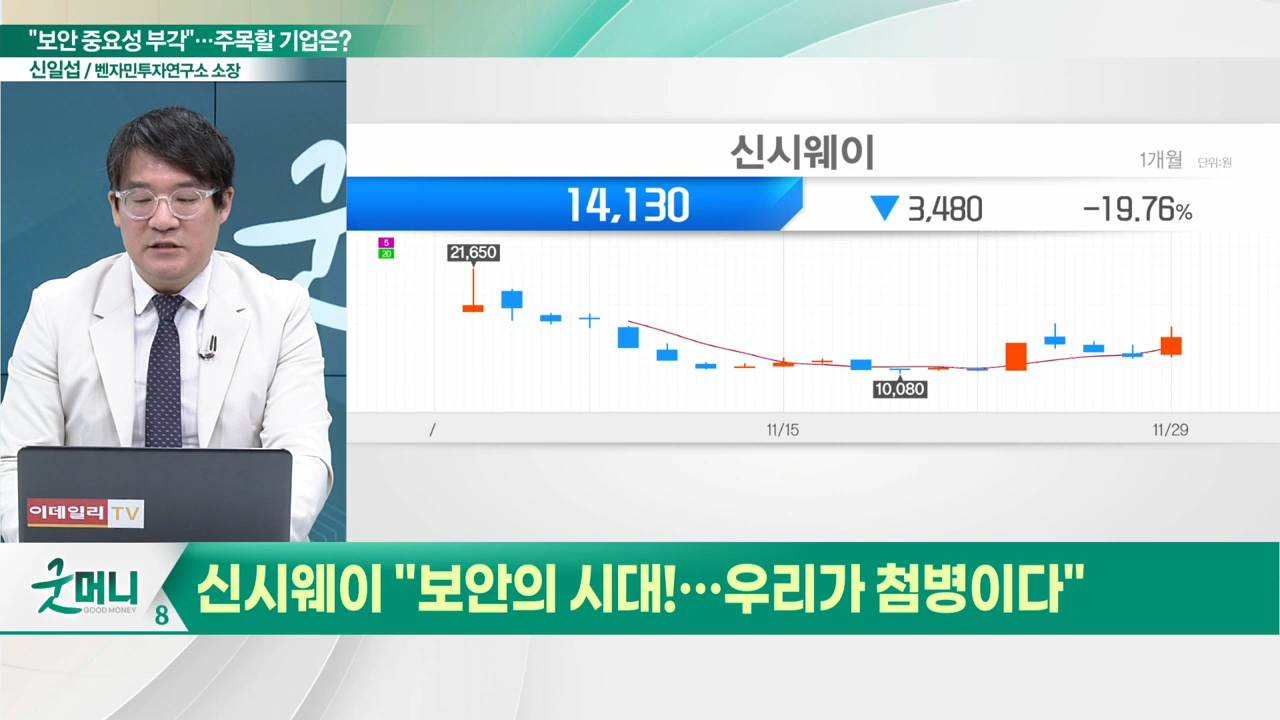 "보안 중요성 부각"…주목할 기업은?
신일섭 / 벤자민투자연구소 소장
신시웨이
1개월 단위:원
14,130 ▼ 3,480 -19.76%
5
20
21,650
10,080
/ 11/15 11/29
이데일리 TV
굿머니
GOOD MONEY
8
신시웨이 "보안의 시대!…우리가 첨병이다"